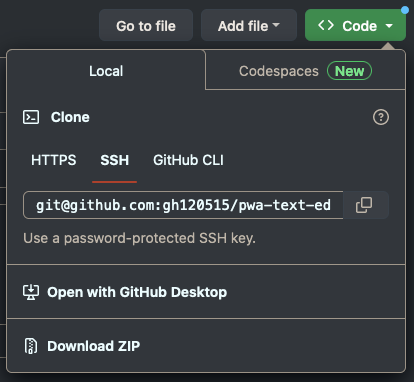 Go to file Add file Code
Local Codespaces New
Clone
HTTPS SSH GitHub CLI
git@github.com:gh120515/pwa-text-ed
Use a password-protected SSH key.
Open with GitHub Desktop
Download ZIP